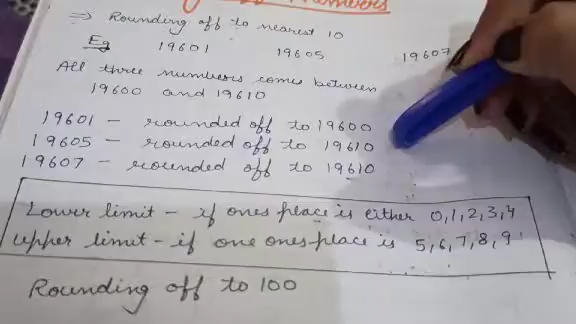 Numbers
⇒ Rounding off to nearest 10
Eg 19601 19605 19607
All three numbers comes between
19600 and 19610
19601 - rounded off to 19600
19605 - rounded off to 19610
19607 - rounded off to 19610
Lower limit - if ones place is either 0,1,2,3,4
Upper limit - if one ones place is 5,6,7,8,9
Rounding off to 100